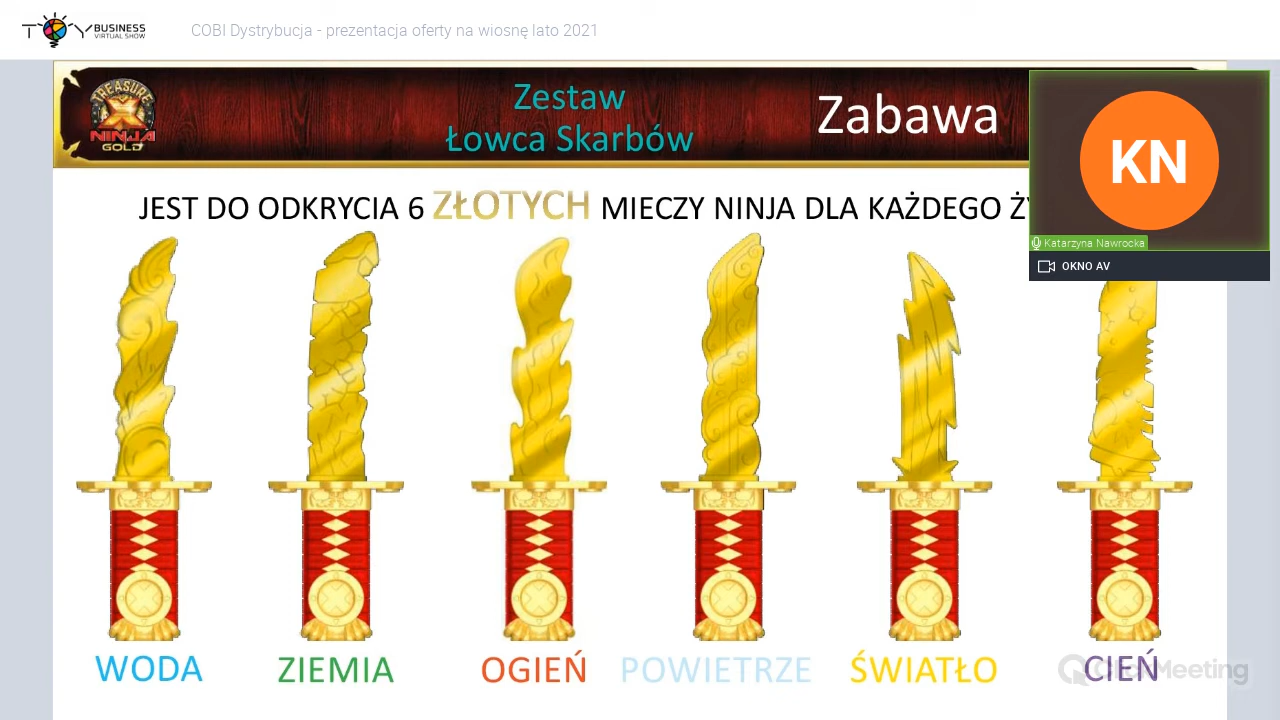 TOY BUSINESS
VIRTUAL SHOW
COBI Dystrybucja - prezentacja oferty na wiosnę lato 2021
TREASURE
X
NINJA
GOLD
Zestaw
Łowca Skarbów
Zabawa
KN
Katarzyna Nawrocka
OKNO AV
JEST DO ODKRYCIA 6 ZŁOTYCH MIECZY NINJA DLA KAŻDEGO
WODA
ZIEMIA
OGIEŃ
POWIETRZE
ŚWIATŁO
CIEŃ
ClickMeeting